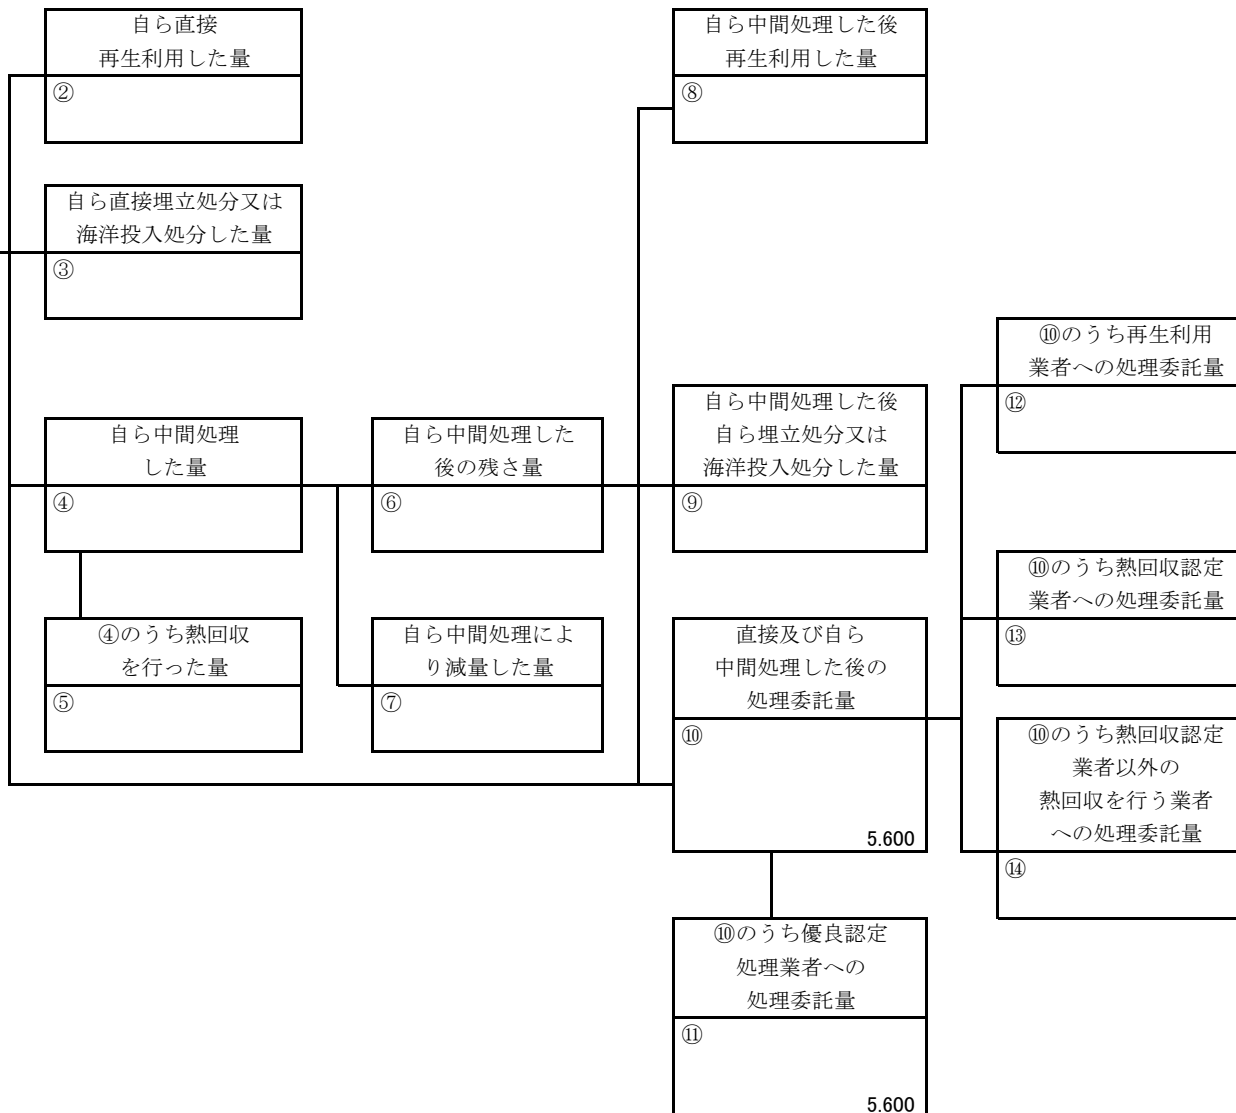 自ら直接
再生利用した量
②
自ら中間処理した後
再生利用した量
⑧
自ら直接埋立処分又は
海洋投入処分した量
③
⑩のうち再生利用
業者への処理委託量
⑫
自ら中間処理
した量
④
自ら中間処理した
後の残さ量
⑥
自ら中間処理した後
自ら埋立処分又は
海洋投入処分した量
⑨
⑩のうち熱回収認定
業者への処理委託量
⑬
④のうち熱回収
を行った量
⑤
自ら中間処理によ
り減量した量
⑦
直接及び自ら
中間処理した後の
処理委託量
⑩
5.600
⑩のうち熱回収認定
業者以外の
熱回収を行う業者
への処理委託量
⑭
⑩のうち優良認定
処理業者への
処理委託量
⑪
5.600